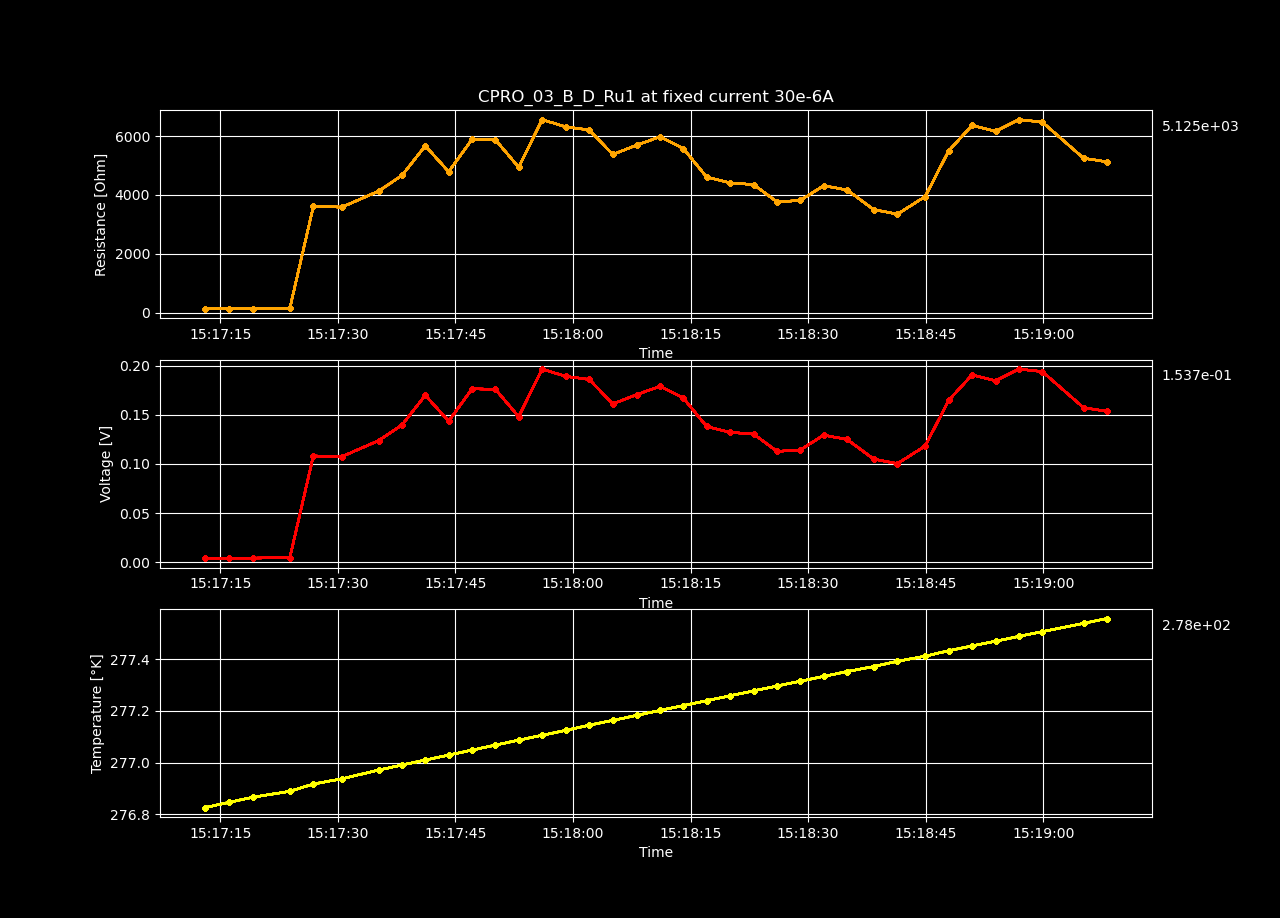 CPRO_03_B_D_Ru1 at fixed current 30e-6A
5.125e+03
6000
4000
2000
0
Resistance [Ohm]
15:17:15 15:17:30 15:17:45 15:18:00 15:18:15 15:18:30 15:18:45 15:19:00
Time
1.537e-01
0.20
0.15
0.10
0.05
0.00
Voltage [V]
15:17:15 15:17:30 15:17:45 15:18:00 15:18:15 15:18:30 15:18:45 15:19:00
Time
2.78e+02
277.4
277.2
277.0
276.8
Temperature [°K]
15:17:15 15:17:30 15:17:45 15:18:00 15:18:15 15:18:30 15:18:45 15:19:00
Time